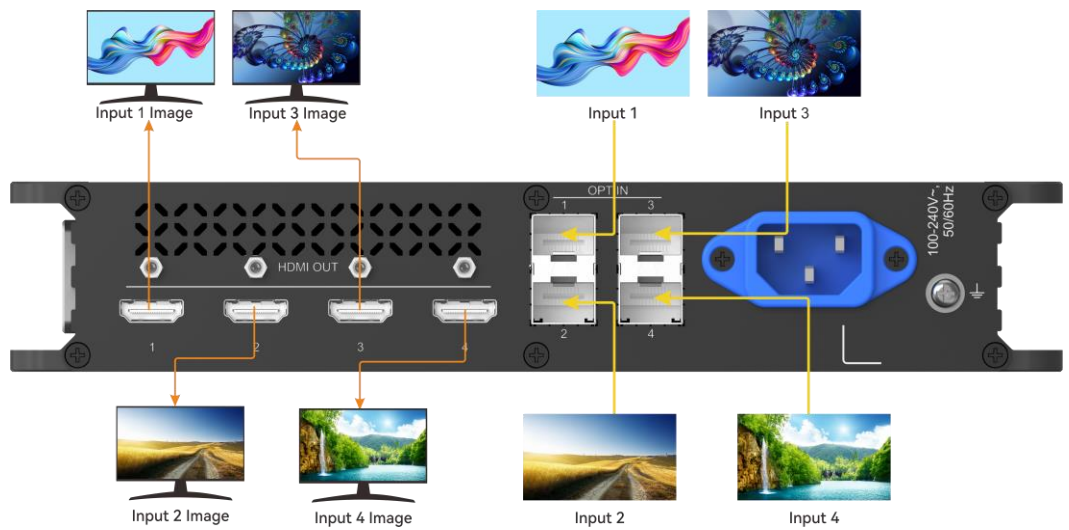 Input 1 Image
Input 3 Image
Input 1
Input 3
OPT IN
1
3
100-240V~,
50/60Hz
HDMI OUT
1
2
3
4
2
4
Input 2 Image
Input 4 Image
Input 2
Input 4